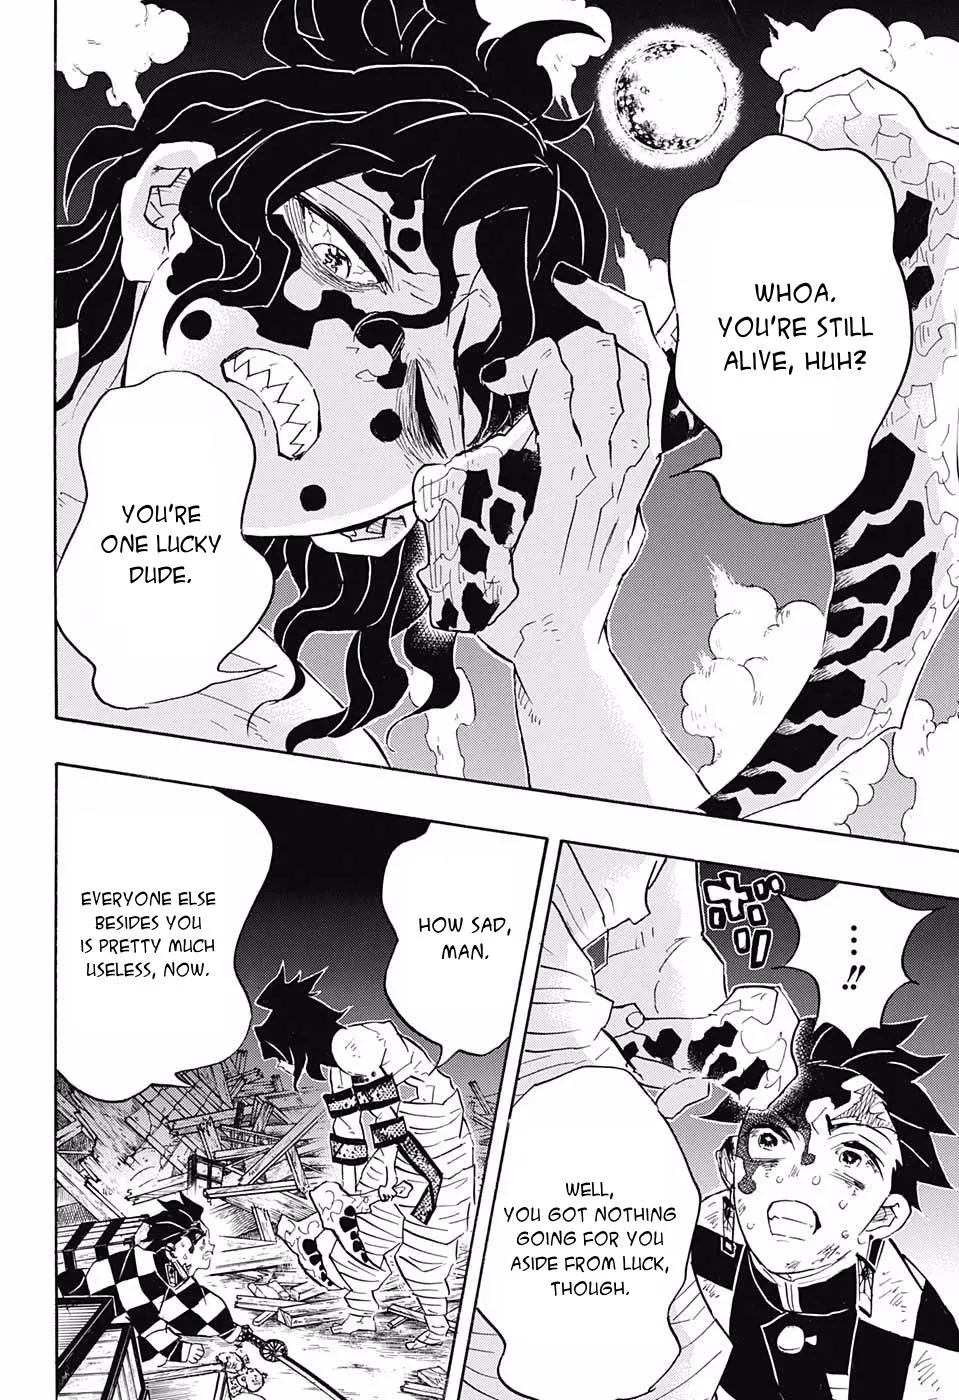 WHOA.
YOU'RE STILL
ALIVE, HUH?
YOU'RE
ONE LUCKY
DUDE.
…!!
WELL,
YOU GOT NOTHING
GOING FOR YOU
ASIDE FROM LUCK,
THOUGH.
HOW SAD,
MAN.
EVERYONE ELSE
BESIDES YOU
IS PRETTY MUCH
USELESS, NOW.